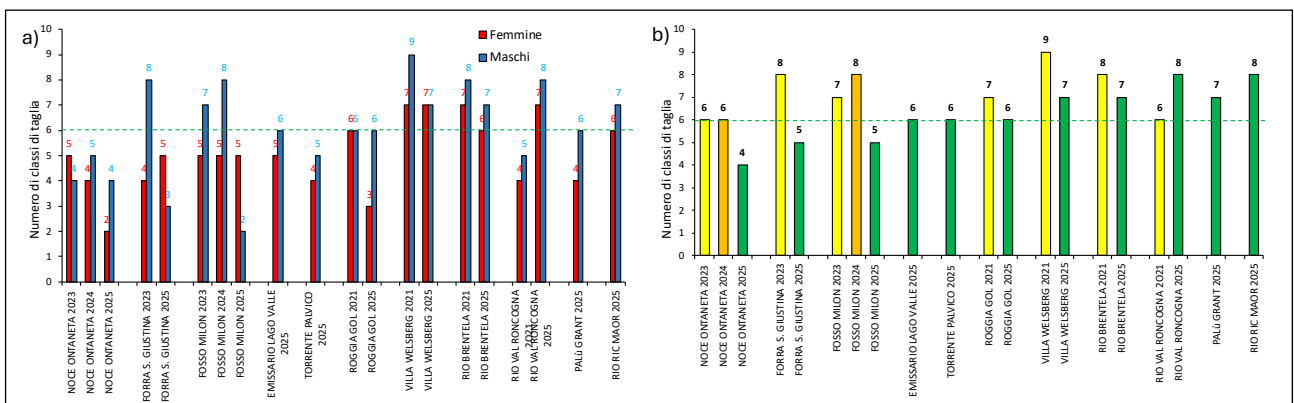 a)
Femmine
Maschi
Numero di classi di taglia
10
9
8
7
6
5
4
3
2
1
0
5 4
4 5
2 4
4 8
5 3
5 7
5 8
5 2
5 6
4 5
6 6
3 6
7 9
7 7
7 8
6 7
4 5
7 8
4 6
6 7
NOCE ONTANETA 2023
NOCE ONTANETA 2024
NOCE ONTANETA 2025
FORRA S. GIUSTINA 2023
FORRA S. GIUSTINA 2025
FOSSO MILON 2023
FOSSO MILON 2024
FOSSO MILON 2025
EMISSARIO LAGO VALLE
2025
TORRENTE PALVICO
2025
ROGGIA GOL 2021
ROGGIA GOL 2025
VILLA WELSBERG 2021
VILLA WELSBERG 2025
RIO BRENTELA 2021
RIO BRENTELA 2025
RIO VAL RONCOGNA
2021
RIO VAL RONCOGNA
2025
PALÙ GRANT 2025
RIO RIC MAOR 2025
b)
Numero di classi di taglia
10
9
8
7
6
5
4
3
2
1
0
6
6
4
8
5
7
8
5
6
6
7
6
9
7
8
7
6
8
7
8
NOCE ONTANETA 2023
NOCE ONTANETA 2024
NOCE ONTANETA 2025
FORRA S. GIUSTINA 2023
FORRA S. GIUSTINA 2025
FOSSO MILON 2023
FOSSO MILON 2024
FOSSO MILON 2025
EMISSARIO LAGO VALLE 2025
TORRENTE PALVICO 2025
ROGGIA GOL 2021
ROGGIA GOL 2025
VILLA WELSBERG 2021
VILLA WELSBERG 2025
RIO BRENTELA 2021
RIO BRENTELA 2025
RIO VAL RONCOGNA 2021
RIO VAL RONCOGNA 2025
PALù GRANT 2025
RIO RIC MAOR 2025